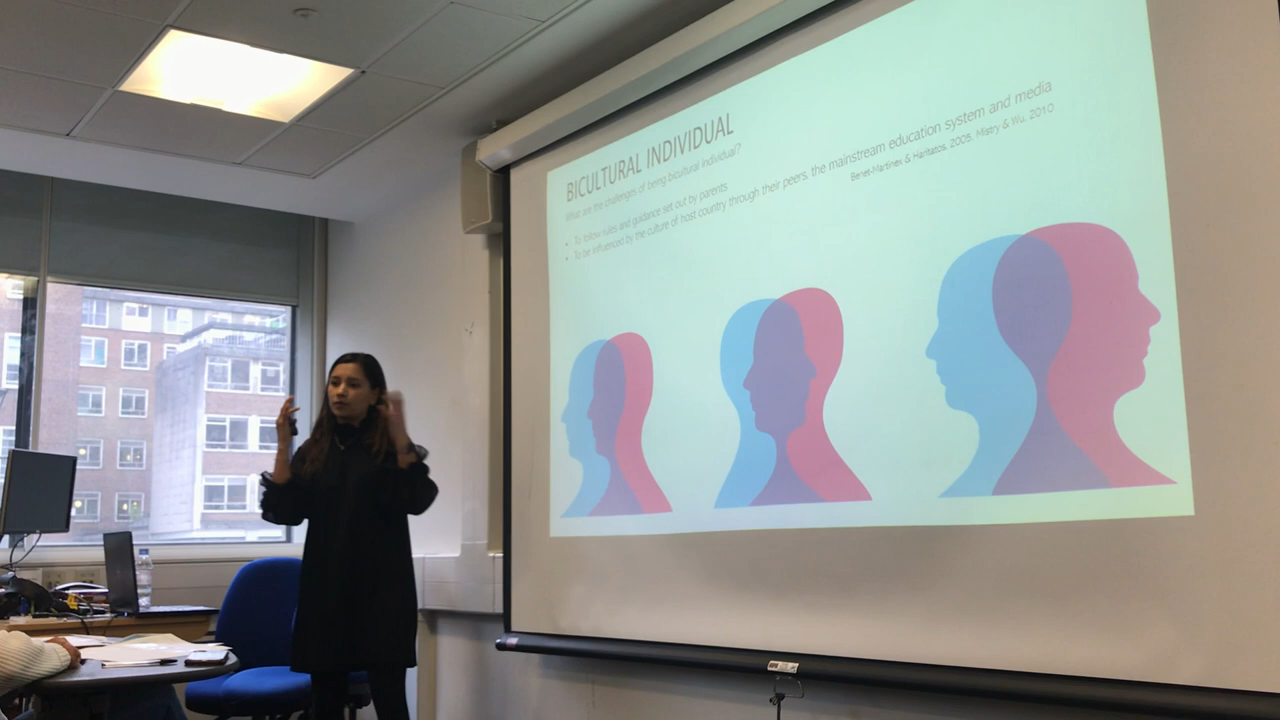 BICULTURAL INDIVIDUAL
What are the challenges of being bicultural individual?
• To follow rules and guidance set out by parents
• To be influenced by the culture of host country through their peers, the mainstream education system and media
Benet-Martínex & Haritatos, 2005, Mistry & Wu, 2010